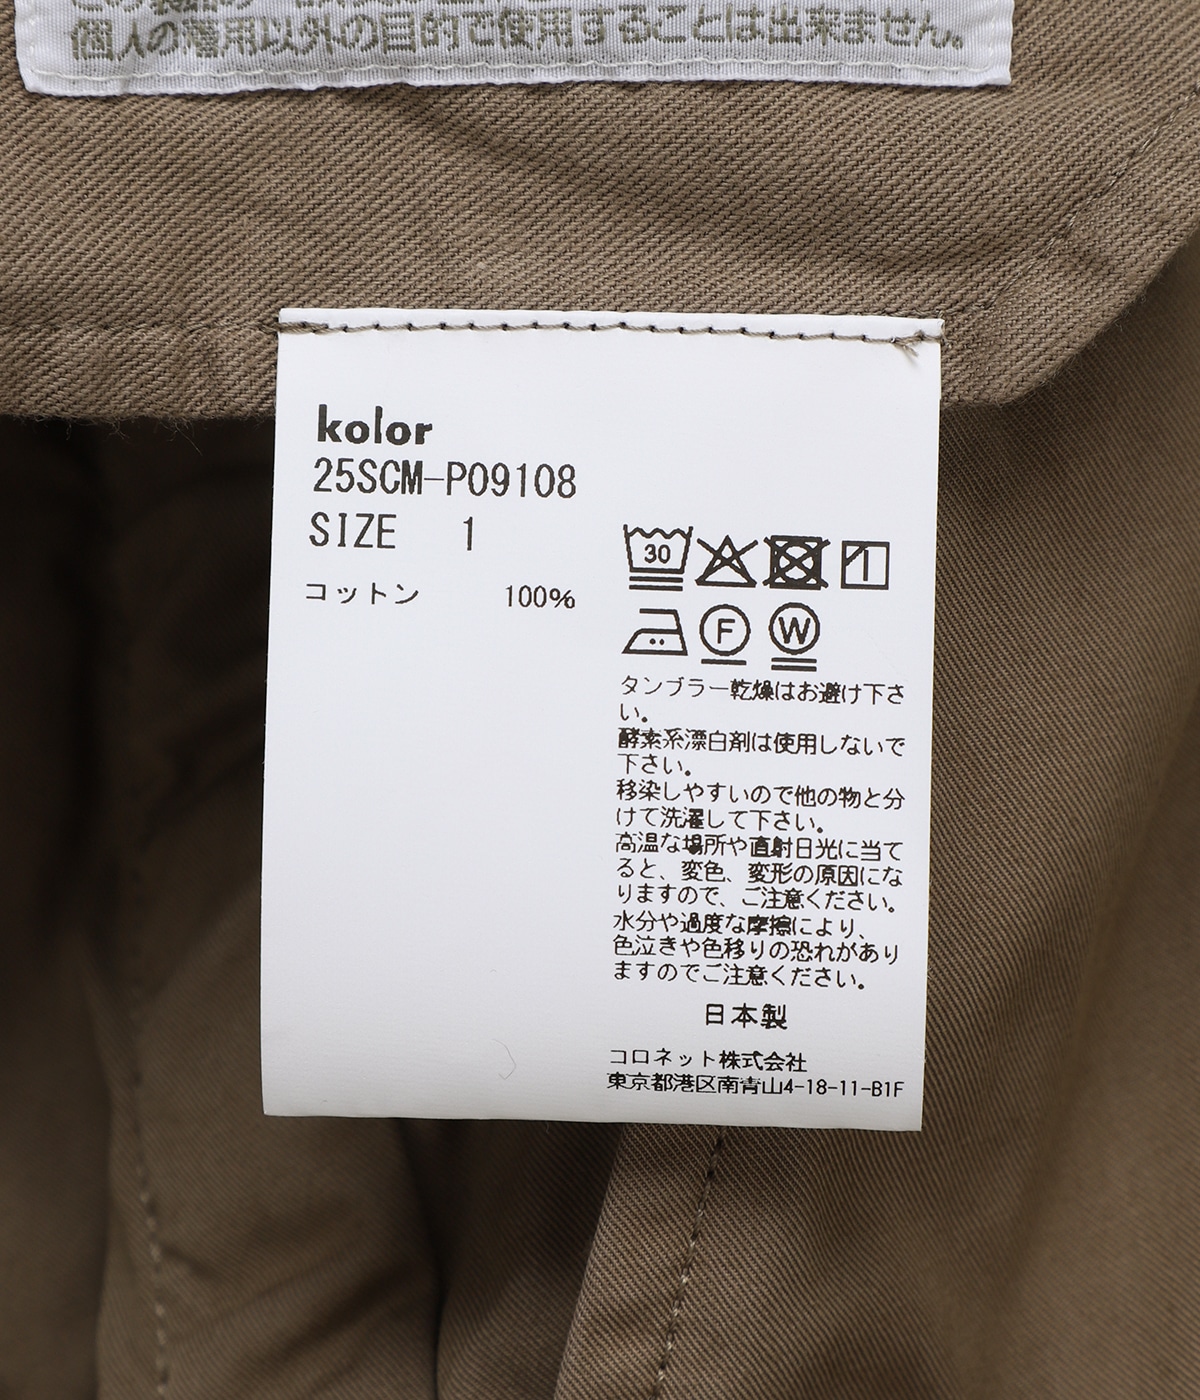 個人の着用以外の目的で使用することは出来ません。
kolor
25SCM-P09108
SIZE 1
コットン 100%
30
F W
タンブラー乾燥はお避け下さ
い。
酵素系漂白剤は使用しないで
下さい。
移染しやすいので他の物と分
けて洗濯して下さい。
高温な場所や直射日光に当て
ると、変色、変形の原因にな
りますので、ご注意ください。
水分や過度な摩擦により、
色泣きや色移りの恐れがあり
ますのでご注意ください。
日本製
コロネット株式会社
東京都港区南青山4-18-11-B1F